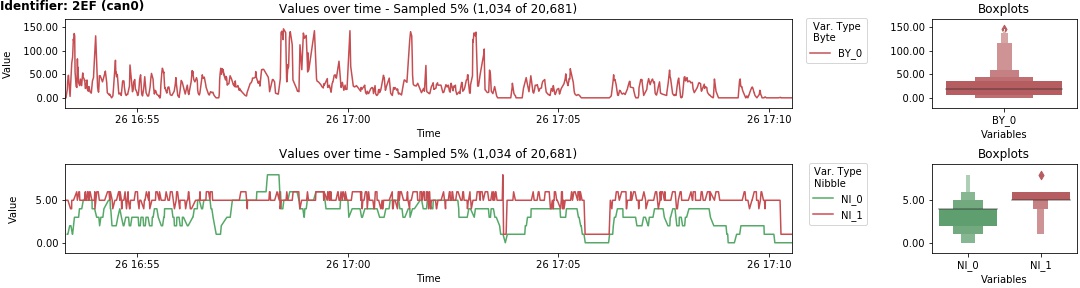 Identifier: 2EF (can0)
Values over time - Sampled 5% (1,034 of 20,681)
Value
150.00
100.00
50.00
0.00
26 16:55
26 17:00
26 17:05
26 17:10
Time
Var. Type
Byte
BY_0
Boxplots
150.00
100.00
50.00
0.00
BY_0
Variables
Values over time - Sampled 5% (1,034 of 20,681)
Value
5.00
0.00
26 16:55
26 17:00
26 17:05
26 17:10
Time
Var. Type
Nibble
NI_0
NI_1
Boxplots
5.00
0.00
NI_0
NI_1
Variables